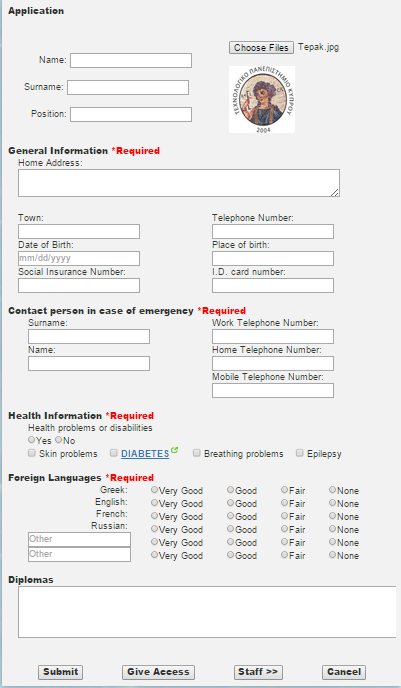 Application
Choose Files Tepak.jpg
Name:
Surname:
Position:
ΤΕΧΝΟΛΟΓΙΚΟ ΠΑΝΕΠΙΣΤΗΜΙΟ ΚΥΠΡΟΥ
2004
General Information *Required
Home Address:
Town: Telephone Number:
Date of Birth: Place of birth:
mm/dd/yyyy
Social Insurance Number: I.D. card number:
Contact person in case of emergency *Required
Surname: Work Telephone Number:
Name: Home Telephone Number:
Mobile Telephone Number:
Health Information *Required
Health problems or disabilities
Yes No
Skin problems DIABETES Breathing problems Epilepsy
Foreign Languages *Required
Greek: Very Good Good Fair None
English: Very Good Good Fair None
French: Very Good Good Fair None
Russian: Very Good Good Fair None
Other Very Good Good Fair None
Other Very Good Good Fair None
Diplomas
Submit Give Access Staff >> Cancel